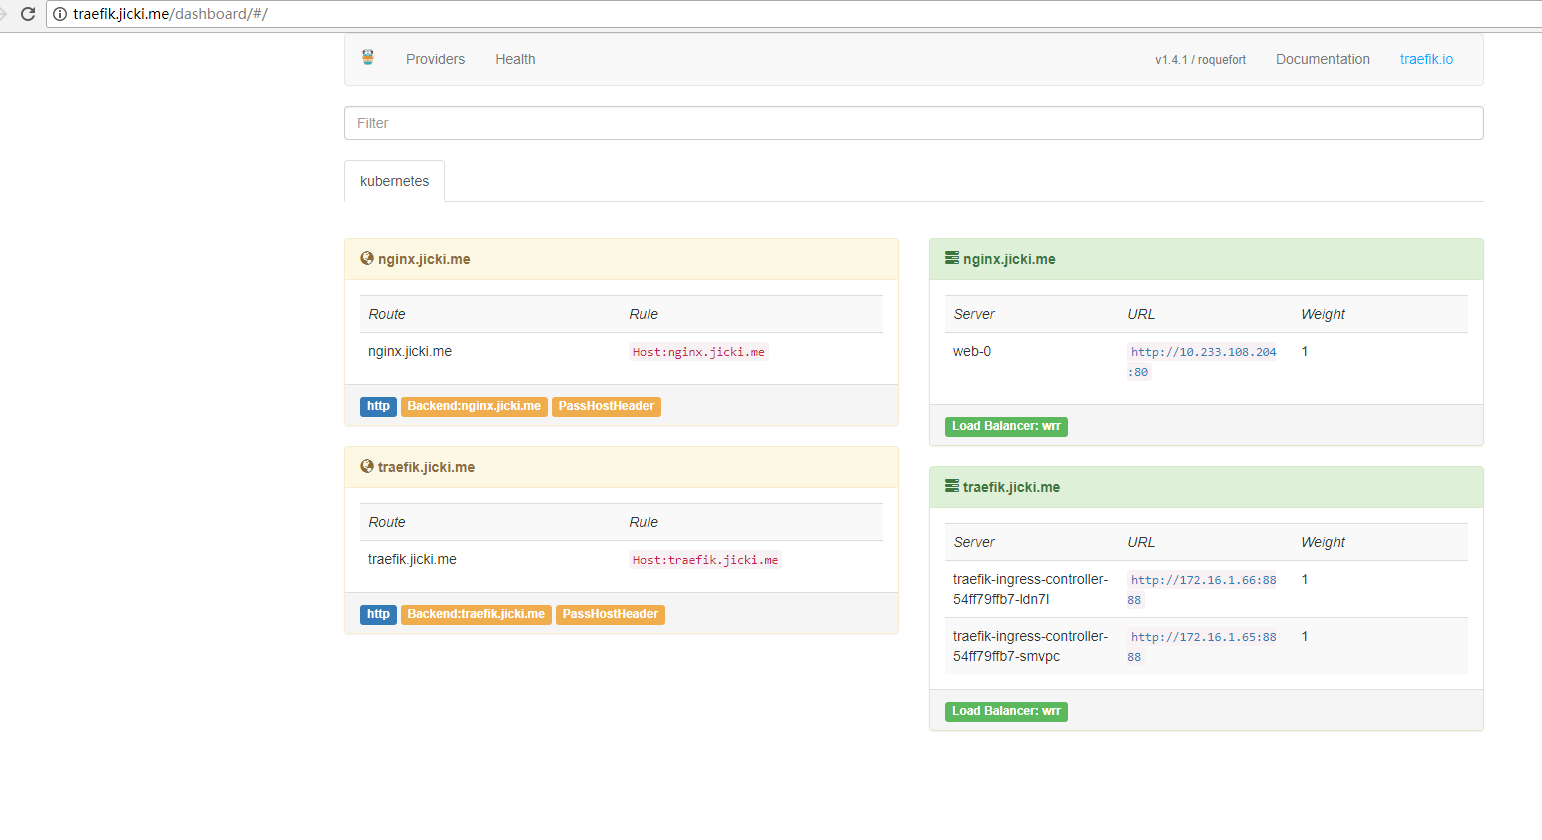 traefik.jicki.me/dashboard/#/
Providers Health v1.4.1 / roquefort Documentation traefik.io
Filter
kubernetes
nginx.jicki.me
Route Rule
nginx.jicki.me Host:nginx.jicki.me
http Backend:nginx.jicki.me PassHostHeader
traefik.jicki.me
Route Rule
traefik.jicki.me Host:traefik.jicki.me
http Backend:traefik.jicki.me PassHostHeader
nginx.jicki.me
Server URL Weight
web-0 http://10.233.108.204 1
:80
Load Balancer: wrr
traefik.jicki.me
Server URL Weight
traefik-ingress-controller- http://172.16.1.66:88 1
54ff79ffb7-ldn7l 88
traefik-ingress-controller- http://172.16.1.65:88 1
54ff79ffb7-smvpc 88
Load Balancer: wrr